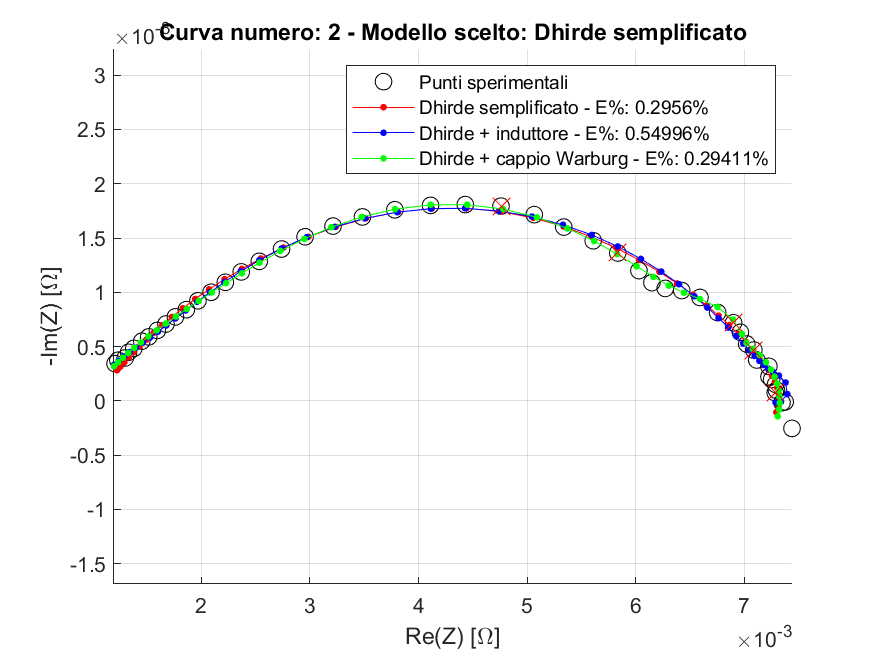 ×10
Curva numero: 2 - Modello scelto: Dhirde semplificato
Punti sperimentali
Dhirde semplificato - E%: 0.2956%
Dhirde + induttore - E%: 0.54996%
Dhirde + cappio Warburg - E%: 0.29411%
3
2.5
2
1.5
1
0.5
0
-0.5
-1
-1.5
-Im(Z) [Ω]
2 3 4 5 6 7
Re(Z) [Ω]
×10⁻³